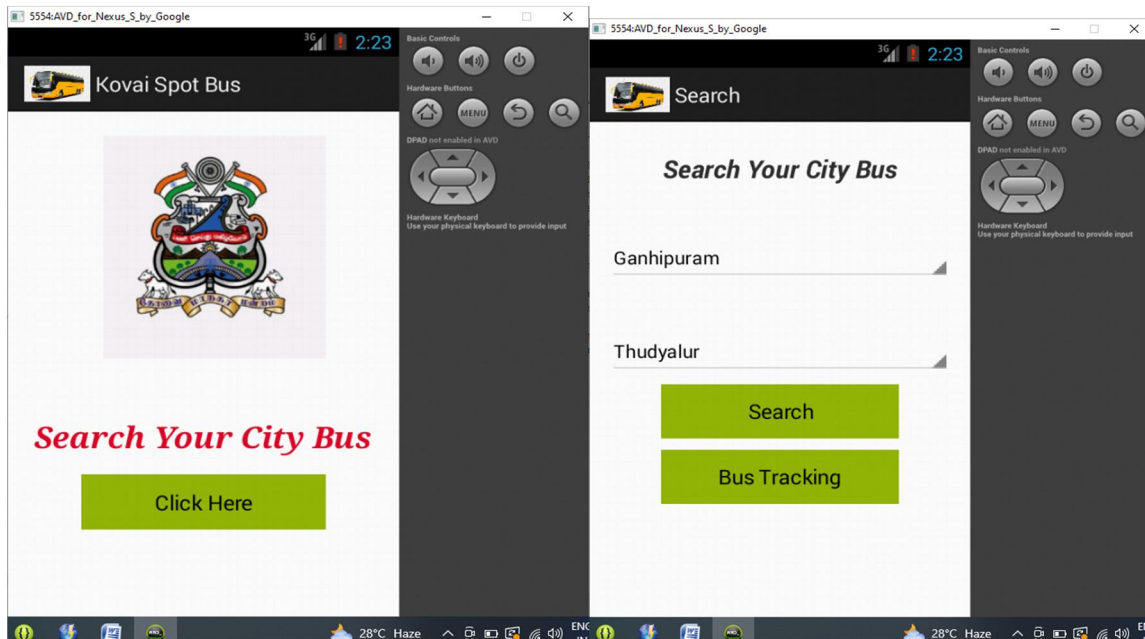 5554:AVD_for_Nexus_S_by_Google
3G 2:23
Kovai Spot Bus
Search Your City Bus
Click Here
Basic Controls
Hardware Buttons
MENU
DPAD not enabled in AVD
Hardware Keyboard
Use your physical keyboard to provide input
28°C Haze
ENG
IN
5554:AVD_for_Nexus_S_by_Google
3G 2:23
Search
Search Your City Bus
Ganhipuram
Thudyalur
Search
Bus Tracking
Basic Controls
Hardware Buttons
MENU
DPAD not enabled in AVD
Hardware Keyboard
Use your physical keyboard to provide input
28°C Haze